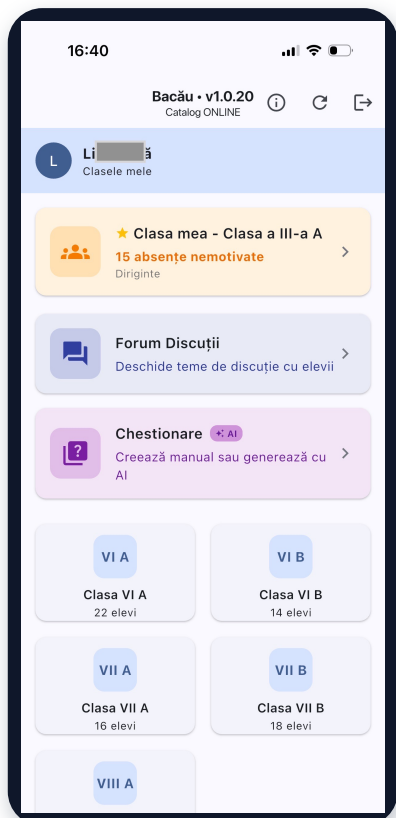 16:40
Bacău • v1.0.20
Catalog ONLINE
L
Clasele mele
Clasa mea - Clasa a III-a A
15 absențe nemotivate
Diriginte
Forum Discuții
Deschide teme de discuție cu elevii
Chestionare AI
Creează manual sau generează cu
AI
VI A
VI B
Clasa VI A
Clasa VI B
22 elevi
14 elevi
VII A
VII B
Clasa VII A
Clasa VII B
16 elevi
18 elevi
VIII A